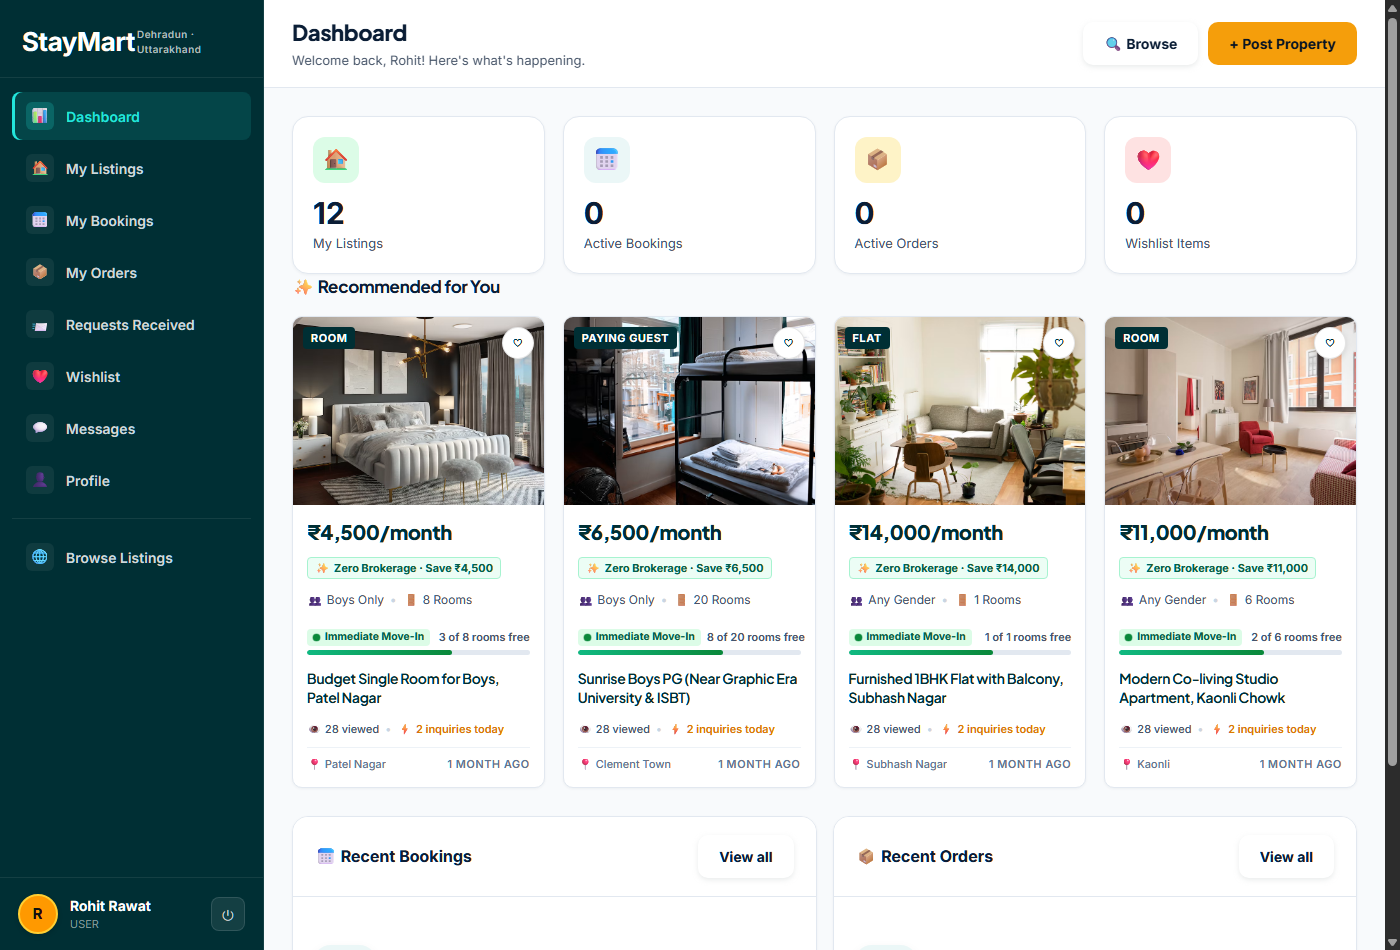 StayMart
Dehradun ·
Uttarakhand
Dashboard
My Listings
My Bookings
My Orders
Requests Received
Wishlist
Messages
Profile
Browse Listings
R
Rohit Rawat
USER
Dashboard
Welcome back, Rohit! Here's what's happening.
Browse
+ Post Property
12
My Listings
0
Active Bookings
0
Active Orders
0
Wishlist Items
Recommended for You
ROOM
₹4,500/month
Zero Brokerage · Save ₹4,500
Boys Only • 8 Rooms
Immediate Move-In 3 of 8 rooms free
Budget Single Room for Boys,
Patel Nagar
28 viewed • 2 inquiries today
Patel Nagar 1 MONTH AGO
PAYING GUEST
₹6,500/month
Zero Brokerage · Save ₹6,500
Boys Only • 20 Rooms
Immediate Move-In 8 of 20 rooms free
Sunrise Boys PG (Near Graphic Era
University & ISBT)
28 viewed • 2 inquiries today
Clement Town 1 MONTH AGO
FLAT
₹14,000/month
Zero Brokerage · Save ₹14,000
Any Gender • 1 Rooms
Immediate Move-In 1 of 1 rooms free
Furnished 1BHK Flat with Balcony,
Subhash Nagar
28 viewed • 2 inquiries today
Subhash Nagar 1 MONTH AGO
ROOM
₹11,000/month
Zero Brokerage · Save ₹11,000
Any Gender • 6 Rooms
Immediate Move-In 2 of 6 rooms free
Modern Co-living Studio
Apartment, Kaonli Chowk
28 viewed • 2 inquiries today
Kaonli 1 MONTH AGO
Recent Bookings
View all
Recent Orders
View all